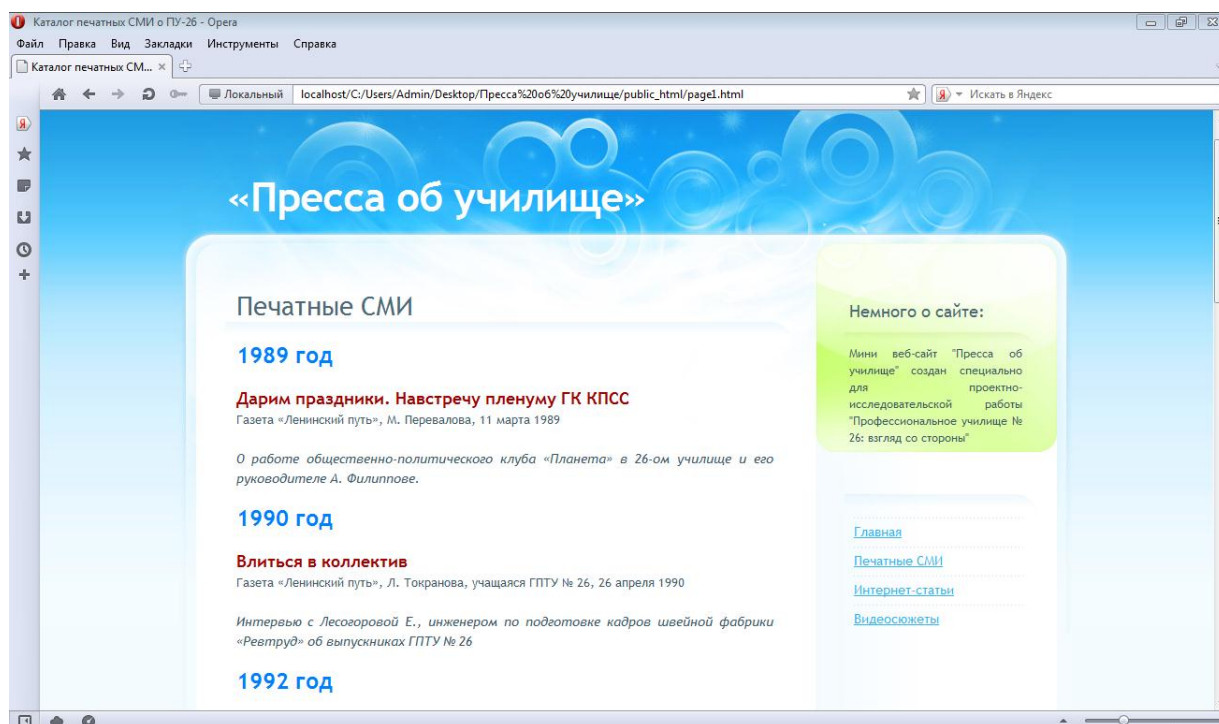 Каталог печатных СМИ о ПУ-26 - Opera
Файл Правка Вид Закладки Инструменты Справка
Каталог печатных СМ...
Локальный localhost/C:/Users/Admin/Desktop/Пресса%20об%20училище/public_html/page1.html Искать в Яндекс
«Пресса об училище»
Печатные СМИ
1989 год
Дарим праздники. Навстречу пленуму ГК КПСС
Газета «Ленинский путь», М. Перевалова, 11 марта 1989
О работе общественно-политического клуба «Планета» в 26-ом училище и его
руководителе А. Филиппове.
1990 год
Влиться в коллектив
Газета «Ленинский путь», Л. Токранова, учащаяся ГПТУ № 26, 26 апреля 1990
Интервью с Лесогоровой Е., инженером по подготовке кадров швейной фабрики
«Ревтруд» об выпускниках ГПТУ № 26
1992 год
Немного о сайте:
Мини веб-сайт "Пресса об
училище" создан специально
для проектно-
исследовательской работы
"Профессиональное училище №
26: взгляд со стороны"
Главная
Печатные СМИ
Интернет-статьи
Видеосюжеты